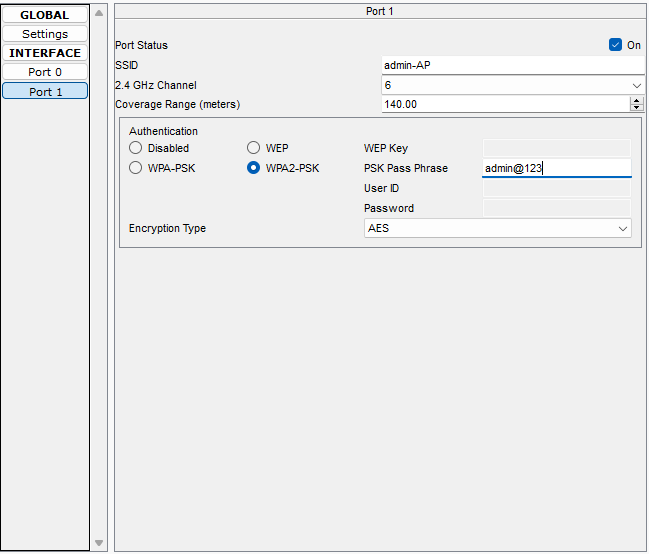 GLOBAL
Settings
INTERFACE
Port 0
Port 1
Port 1
Port Status On
SSID admin-AP
2.4 GHz Channel 6
Coverage Range (meters) 140.00
Authentication
Disabled WEP WEP Key
WPA-PSK WPA2-PSK PSK Pass Phrase admin@123
User ID
Password
Encryption Type AES